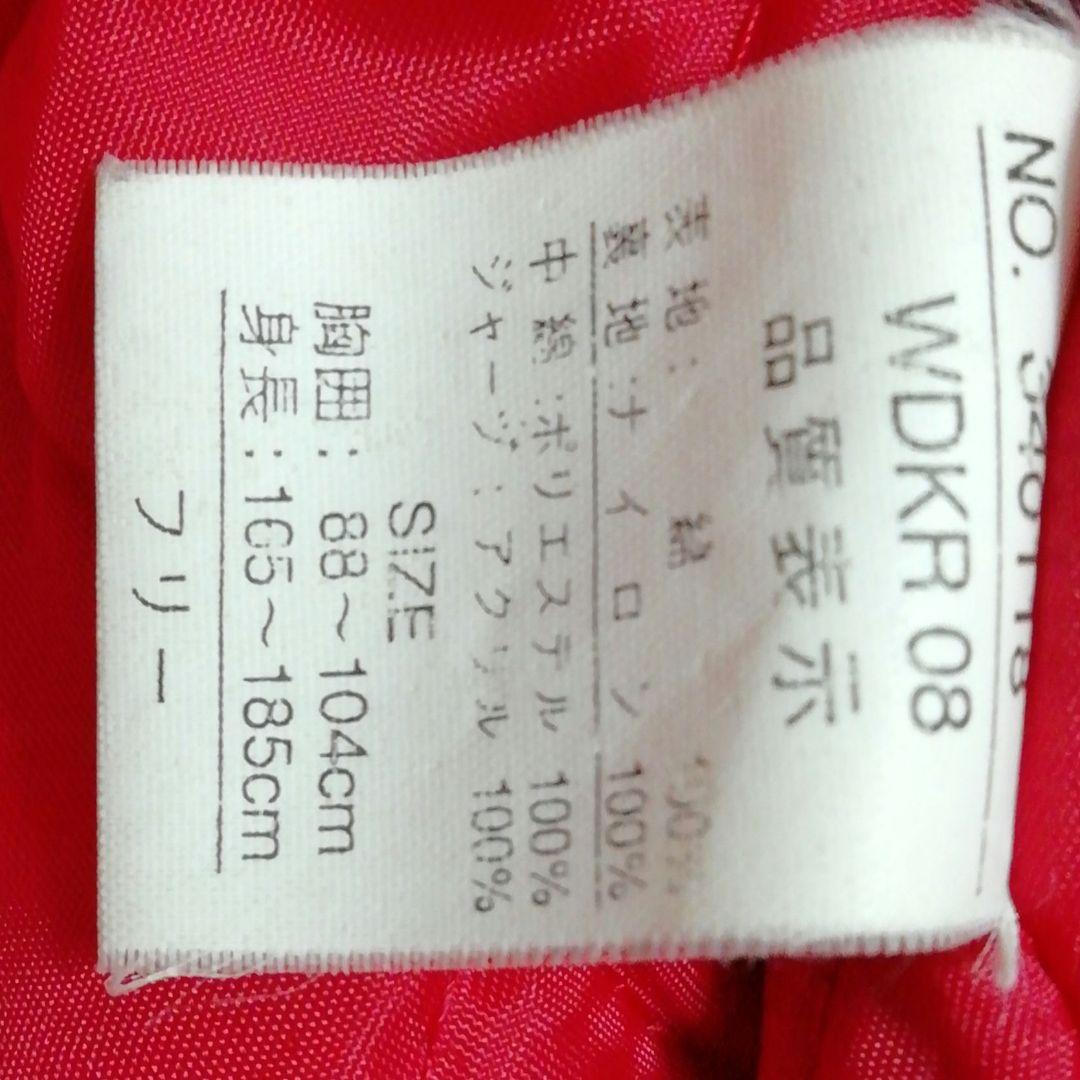 NO. 348118
WDKR 08
品質表示
表地: 綿 100%
裏地:ナイロン 100%
中綿:ポリエステル 100%
ジャージ:アクリル 100%
SIZE
胸囲: 88～104cm
身長:165～185cm
フリー